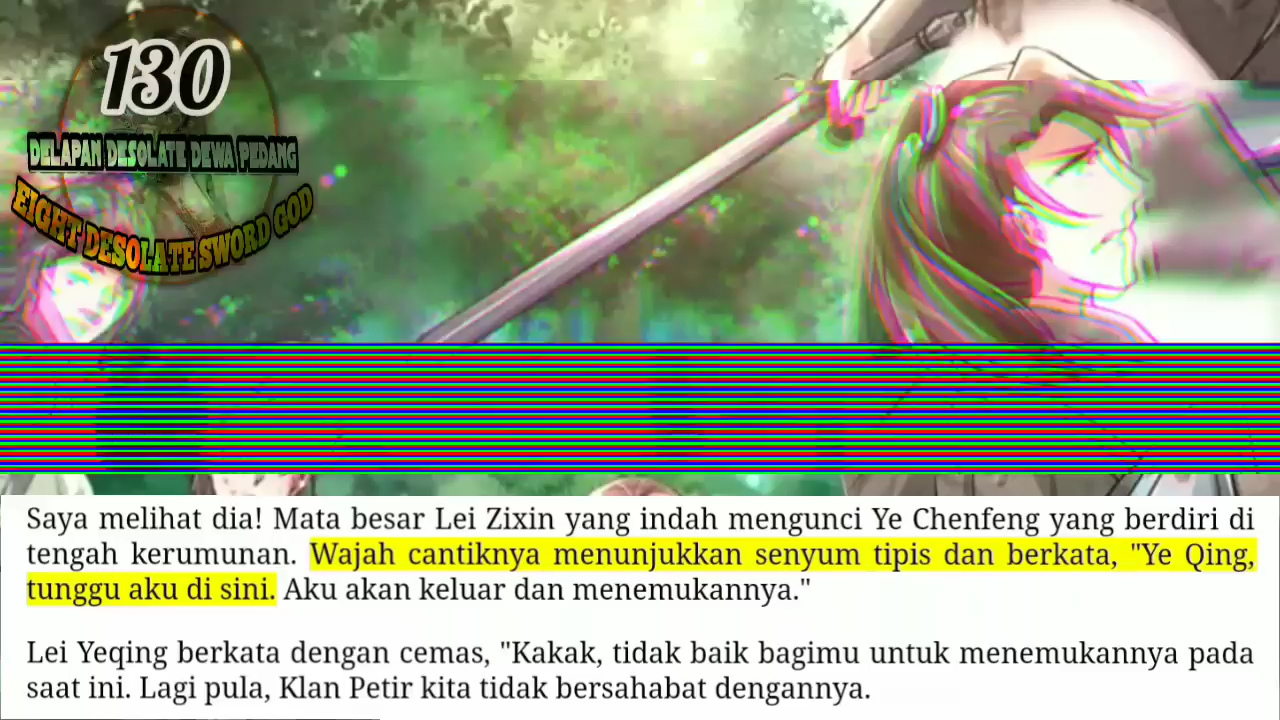 130
DELAPAN DESOLATE DEWA PEDANG
EIGHT DESOLATE SWORD GOD
Saya melihat dia! Mata besar Lei Zixin yang indah mengunci Ye Chenfeng yang berdiri di
tengah kerumunan. Wajah cantiknya menunjukkan senyum tipis dan berkata, "Ye Qing,
tunggu aku di sini. Aku akan keluar dan menemukannya."
Lei Yeqing berkata dengan cemas, "Kakak, tidak baik bagimu untuk menemukannya pada
saat ini. Lagi pula, Klan Petir kita tidak bersahabat dengannya.